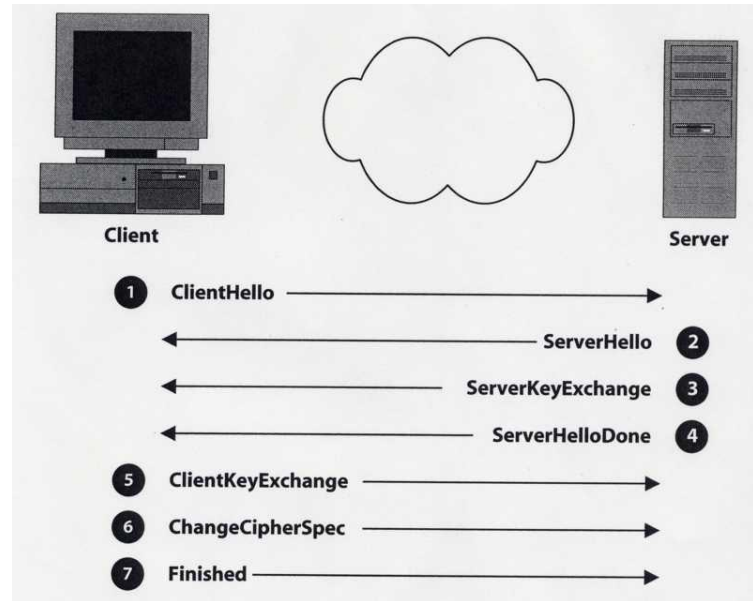 Client
Server
1 ClientHello
ServerHello 2
ServerKeyExchange 3
ServerHelloDone 4
5 ClientKeyExchange
6 ChangeCipherSpec
7 Finished